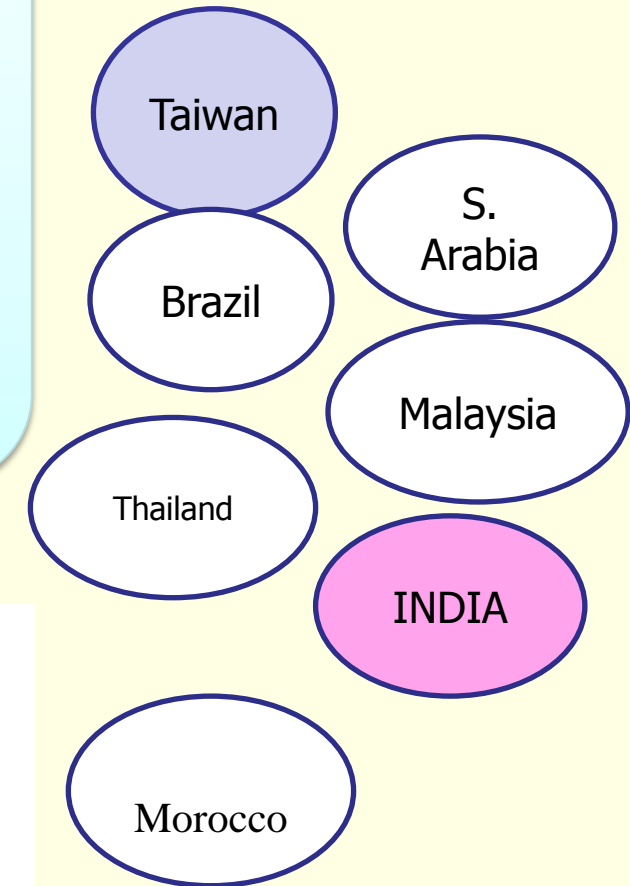 Taiwan
S.
Arabia
Brazil
Malaysia
Thailand
INDIA
Morocco